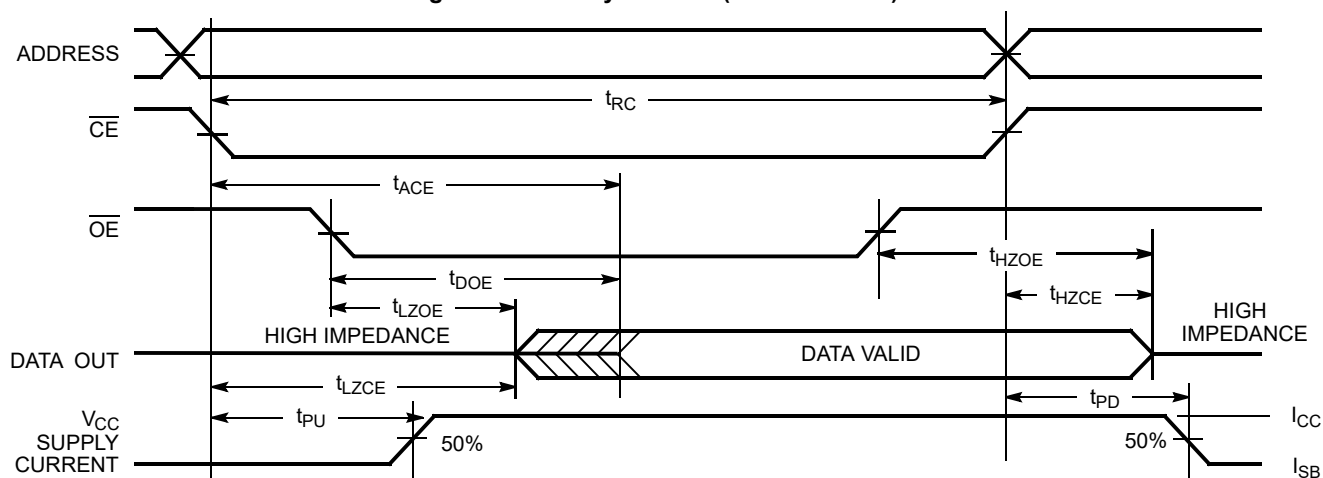 ADDRESS
tRC
CE
tACE
OE
tHZOE
tDOE
tLZOE
tHZCE
HIGH IMPEDANCE
HIGH
IMPEDANCE
DATA OUT
DATA VALID
tLZCE
tPD
VCC
SUPPLY
CURRENT
tPU
50%
50%
ICC
ISB